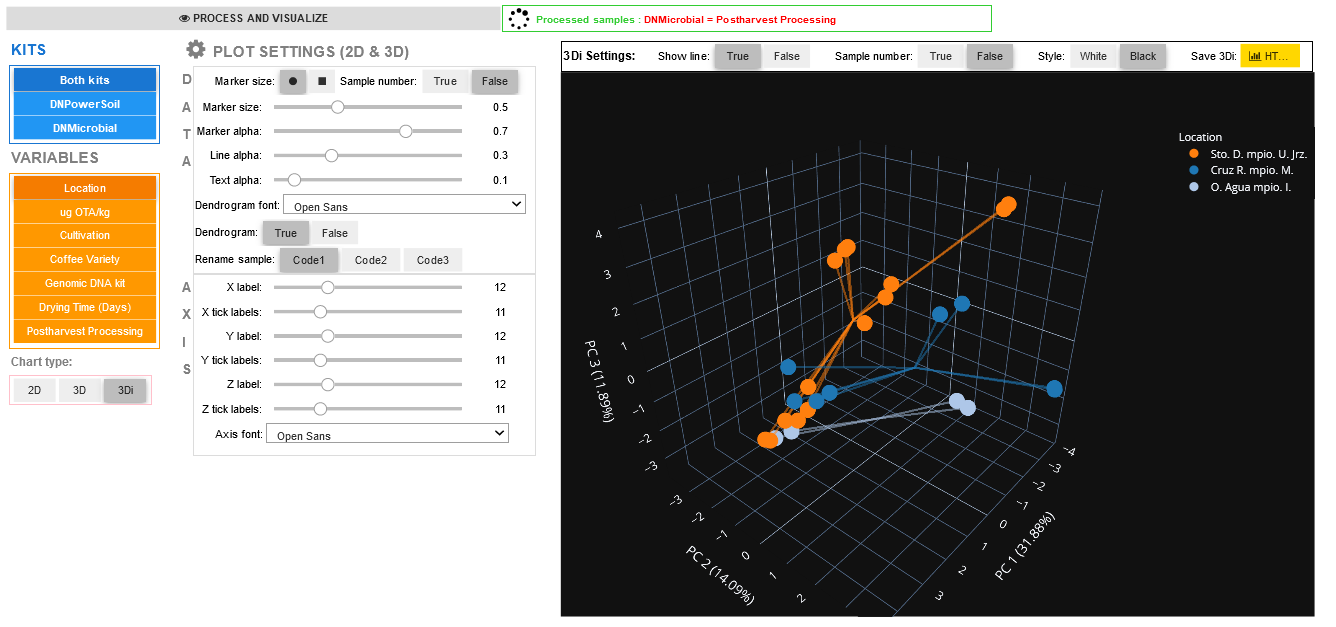 PROCESS AND VISUALIZE
Processed samples : DNMicrobial = Postharvest Processing
KITS
Both kits
DNPowerSoil
DNMicrobial
VARIABLES
Location
ug OTA/kg
Cultivation
Coffee Variety
Genomic DNA kit
Drying Time (Days)
Postharvest Processing
Chart type:
2D 3D 3Di
PLOT SETTINGS (2D & 3D)
D
A
T
A
Marker size: Sample number: True False
Marker size: 0.5
Marker alpha: 0.7
Line alpha: 0.3
Text alpha: 0.1
Dendrogram font: Open Sans
Dendrogram: True False
Rename sample: Code1 Code2 Code3
A
X
I
S
X label: 12
X tick labels: 11
Y label: 12
Y tick labels: 11
Z label: 12
Z tick labels: 11
Axis font: Open Sans
3Di Settings: Show line: True False Sample number: True False Style: White Black Save 3Di: HT...
Location
Sto. D. mpio. U. Jrz.
Cruz R. mpio. M.
O. Agua mpio. I.
4
3
2
1
0
−1
−2
−3
PC 3 (11.89%)
−3
−2
−1
0
1
2
PC 2 (14.09%)
−4
−3
−2
−1
0
1
2
3
PC 1 (31.88%)